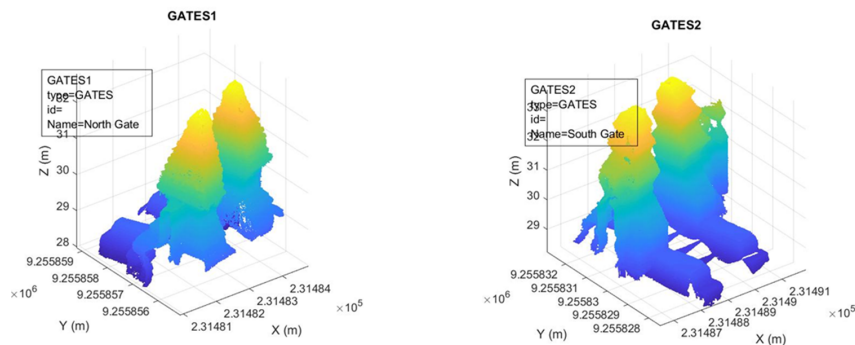 GATES1
GATES1
type=GATES
id=
Name=North Gate
32
31
30
29
28
Z (m)
9.255859
9.255858
9.255857
9.255856
×10⁶
Y (m)
2.31481
2.31482
2.31483
2.31484
×10⁵
X (m)
GATES2
GATES2
type=GATES
id=
Name=South Gate
33
32
31
30
29
Z (m)
9.255832
9.255831
9.25583
9.255829
9.255828
×10⁶
Y (m)
2.31487
2.31488
2.31489
2.3149
2.31491
×10⁵
X (m)